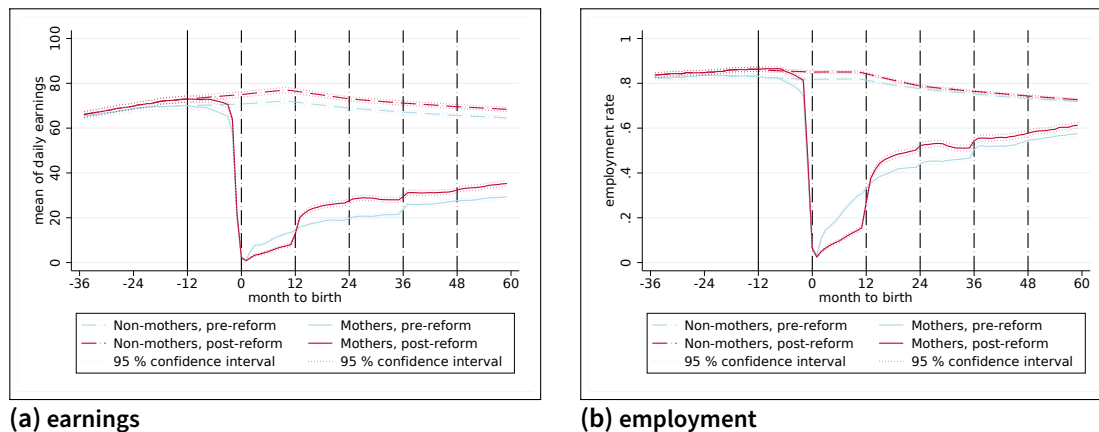 100
80
60
40
20
0
mean of daily earnings
-36 -24 -12 0 12 24 36 48 60
month to birth
Non-mothers, pre-reform Mothers, pre-reform
Non-mothers, post-reform Mothers, post-reform
95 % confidence interval 95 % confidence interval
(a) earnings
1
.8
.6
.4
.2
0
employment rate
-36 -24 -12 0 12 24 36 48 60
month to birth
Non-mothers, pre-reform Mothers, pre-reform
Non-mothers, post-reform Mothers, post-reform
95 % confidence interval 95 % confidence interval
(b) employment